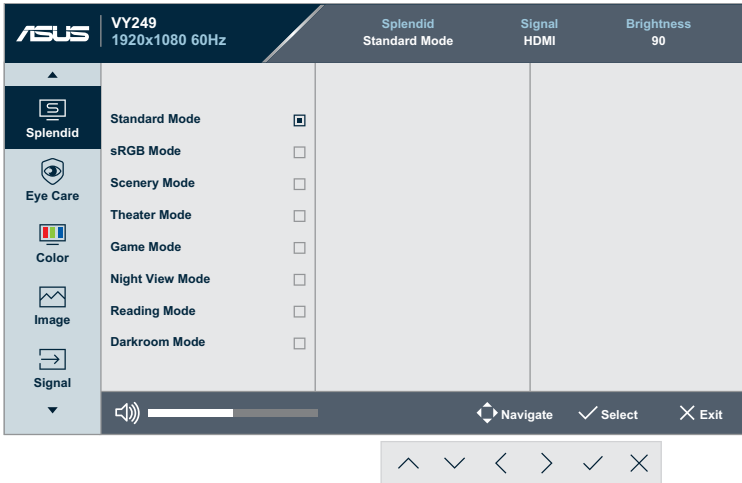 ASUS
VY249
1920x1080 60Hz
Splendid
Standard Mode
Signal
HDMI
Brightness
90
Splendid
Eye Care
Color
Image
Signal
Standard Mode
sRGB Mode
Scenery Mode
Theater Mode
Game Mode
Night View Mode
Reading Mode
Darkroom Mode
Navigate
Select
Exit